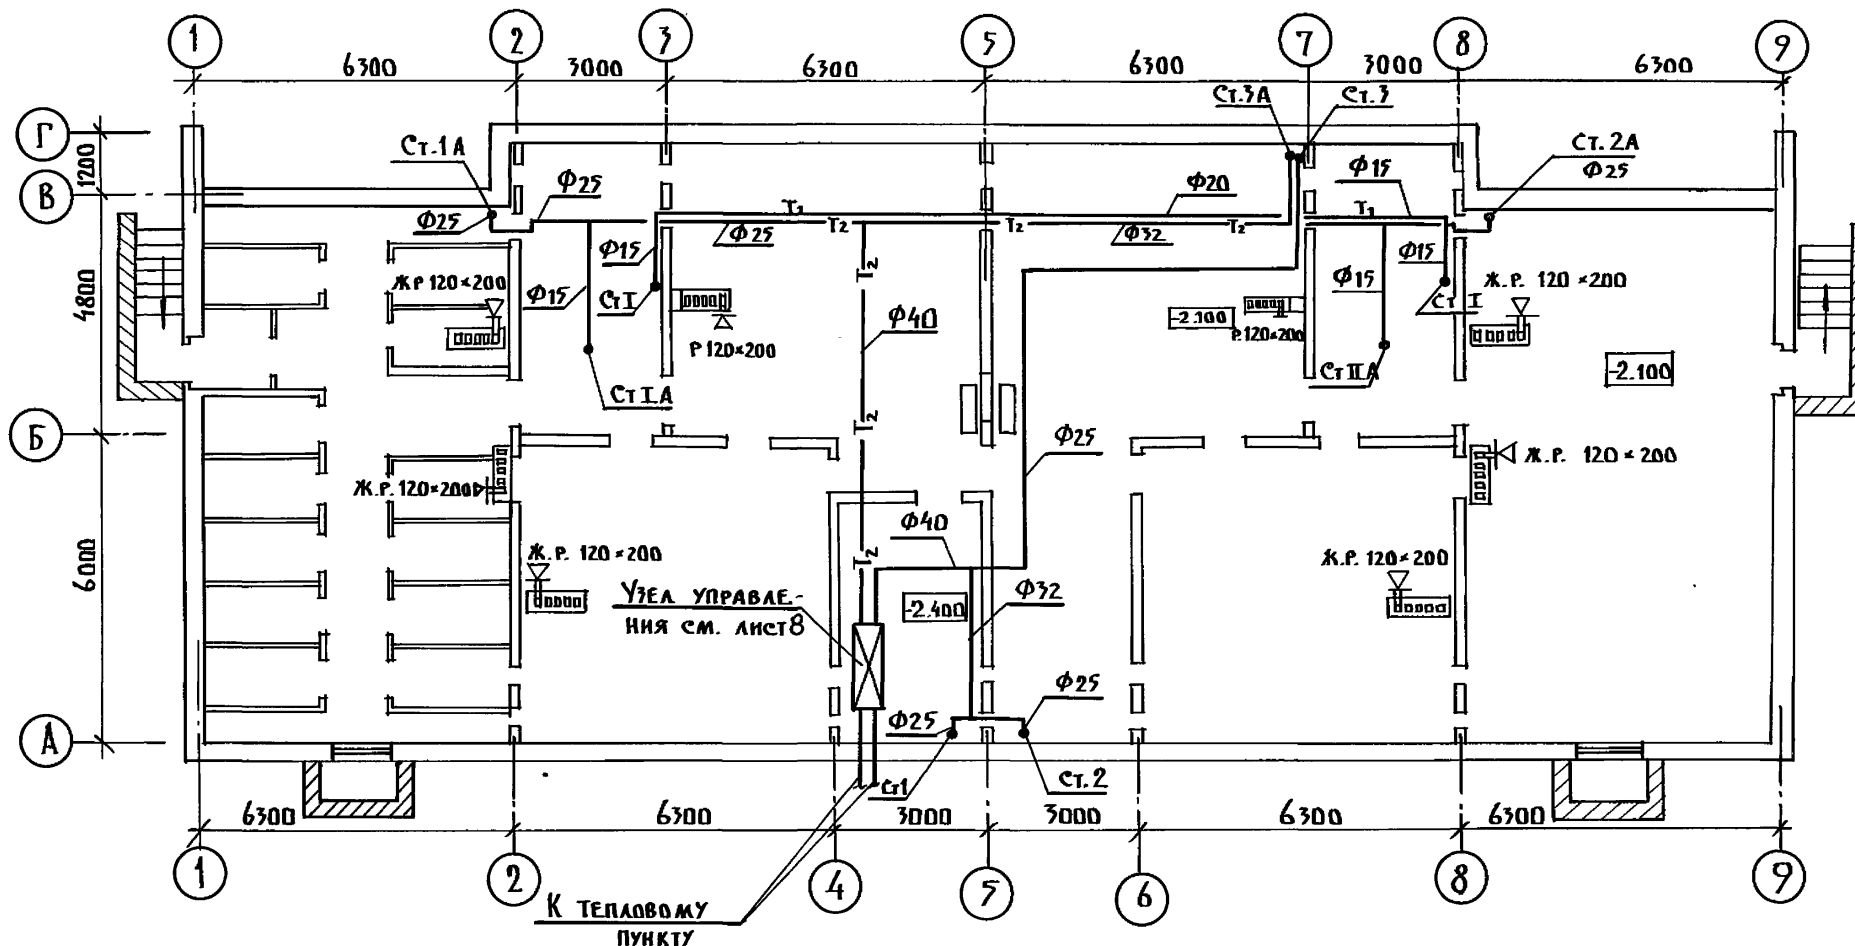 1
2
3
5
7
8
9
6300
3000
6300
6300
3000
6300
Г
В
Б
А
1200
4800
6000
Ст.1А
Ф25
Ф25
Ст.3А
Ст.3
Ст.2А
Ф25
Ф15
Ф20
Т1
Т2
Ф25
Т2
Ф32
Т2
Т1
Ф15
Ф15
Ф15
Ф15
Ст I
Ст I
Ж.Р 120×200
Ж.Р. 120×200
Т2
Ф40
-2.100
Р 120×200
Р.120×200
Ст I А
Ст II А
-2.100
Т2
Ф25
Ж.Р. 120×200
Ж.Р. 120×200
Ф40
Т2
Ж.Р. 120×200
Ж.Р. 120×200
Узел управле-
ния см. лист 8
-2.400
Ф32
Ф25
Ф25
Ст1
Ст.2
6300
6300
3000
3000
6300
6300
1
2
4
5
6
8
9
К тепловому
пункту